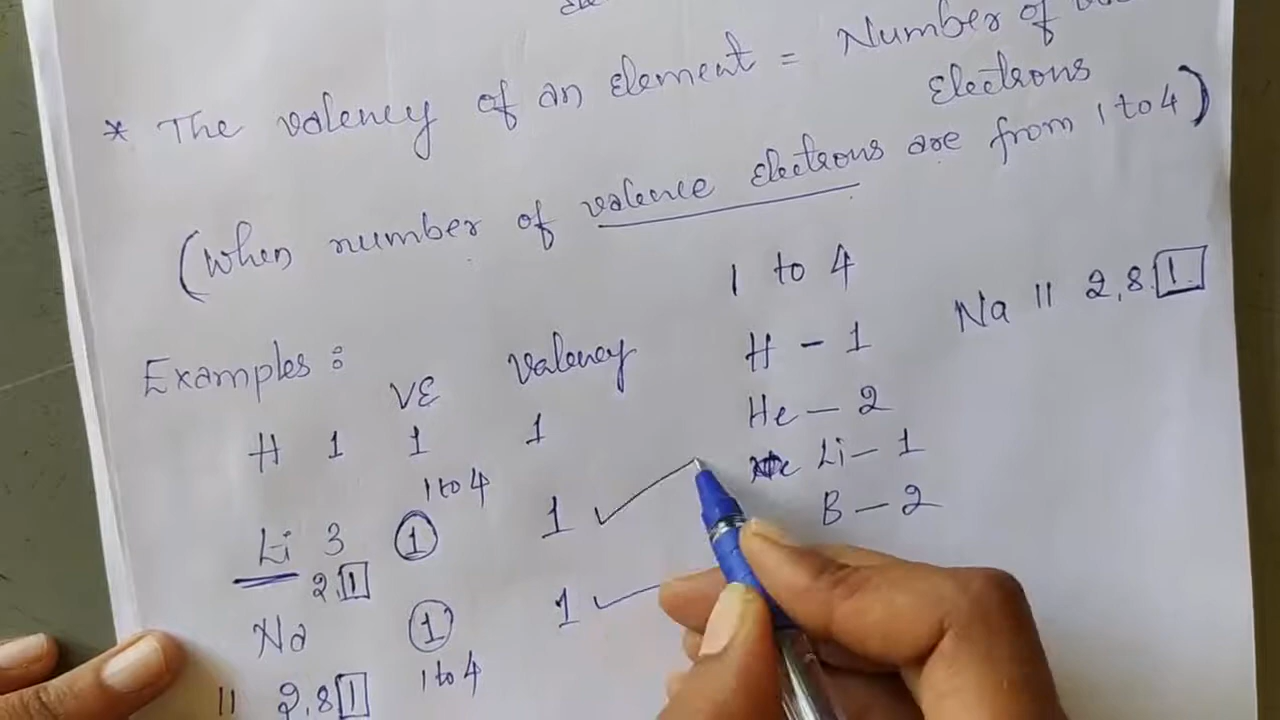 * The valency of an element = Number of
electrons
(when number of valence electrons are from 1 to 4)
1 to 4
Na 11 2,8,1
Examples :
VE
Valency
H - 1
H 1 1 1
He - 2
1 to 4
Li - 1
Li 3 1 1
B - 2
2,1
Na 1 1
1 to 4
11 2,8,1